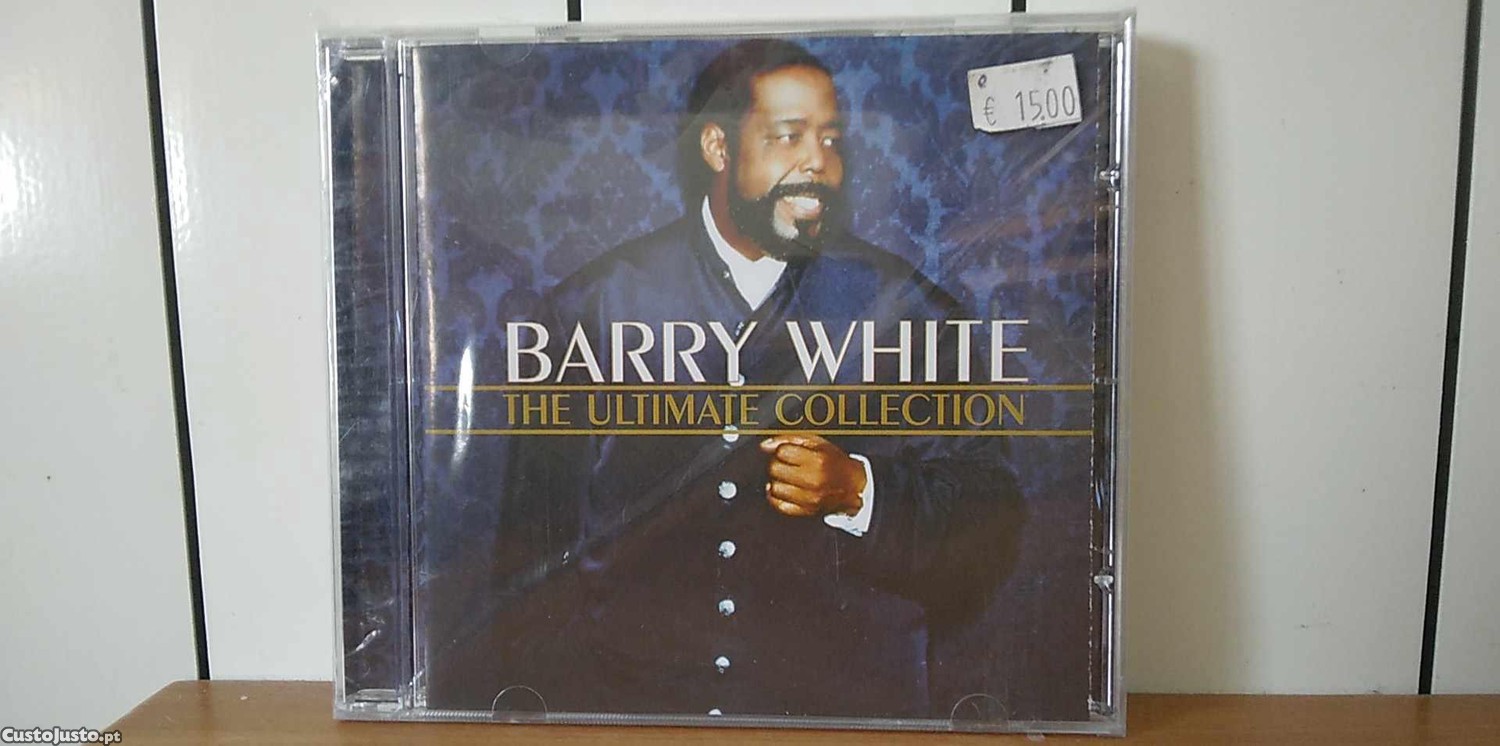 € 15.00
BARRY WHITE
THE ULTIMATE COLLECTION
CustoJusto.pt